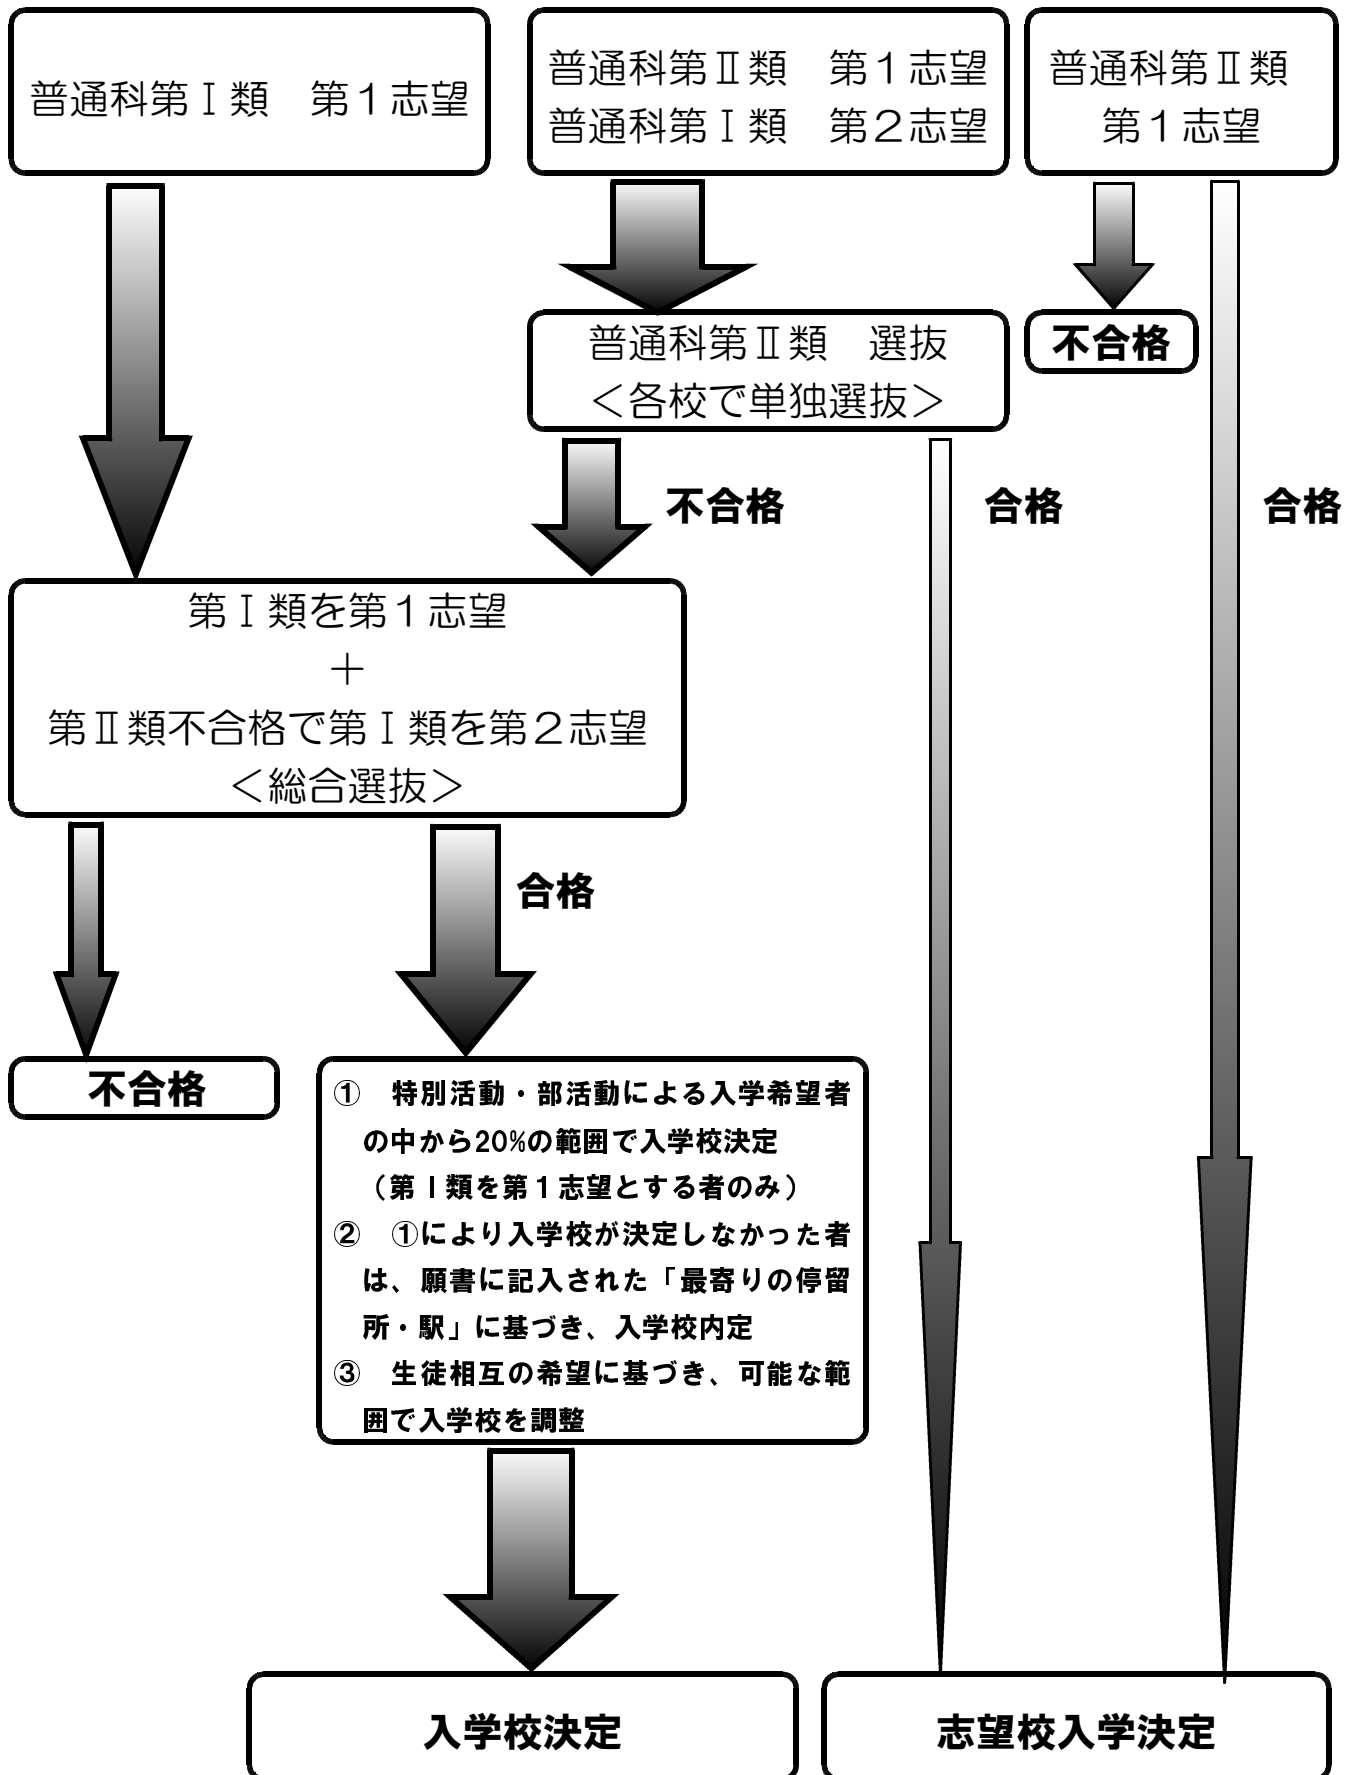 普通科第Ⅰ類　第１志望
普通科第Ⅱ類　第１志望
普通科第Ⅰ類　第２志望
普通科第Ⅱ類
第１志望
普通科第Ⅱ類　選抜
＜各校で単独選抜＞
不合格
不合格
合格
合格
第Ⅰ類を第１志望
＋
第Ⅱ類不合格で第Ⅰ類を第２志望
＜総合選抜＞
合格
不合格
①　特別活動・部活動による入学希望者
の中から20%の範囲で入学校決定
（第Ⅰ類を第１志望とする者のみ）
②　①により入学校が決定しなかった者
は、願書に記入された「最寄りの停留
所・駅」に基づき、入学校内定
③　生徒相互の希望に基づき、可能な範
囲で入学校を調整
入学校決定
志望校入学決定